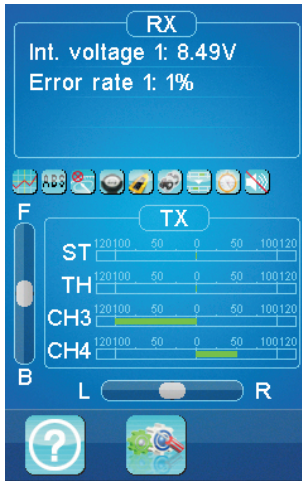 RX
Int. voltage 1: 8.49V
Error rate 1: 1%
ABS
F
TX
ST 120 100 50 0 50 100 120
TH 120 100 50 0 50 100 120
CH3 120 100 50 0 50 100 120
CH4 120 100 50 0 50 100 120
B
L R
?